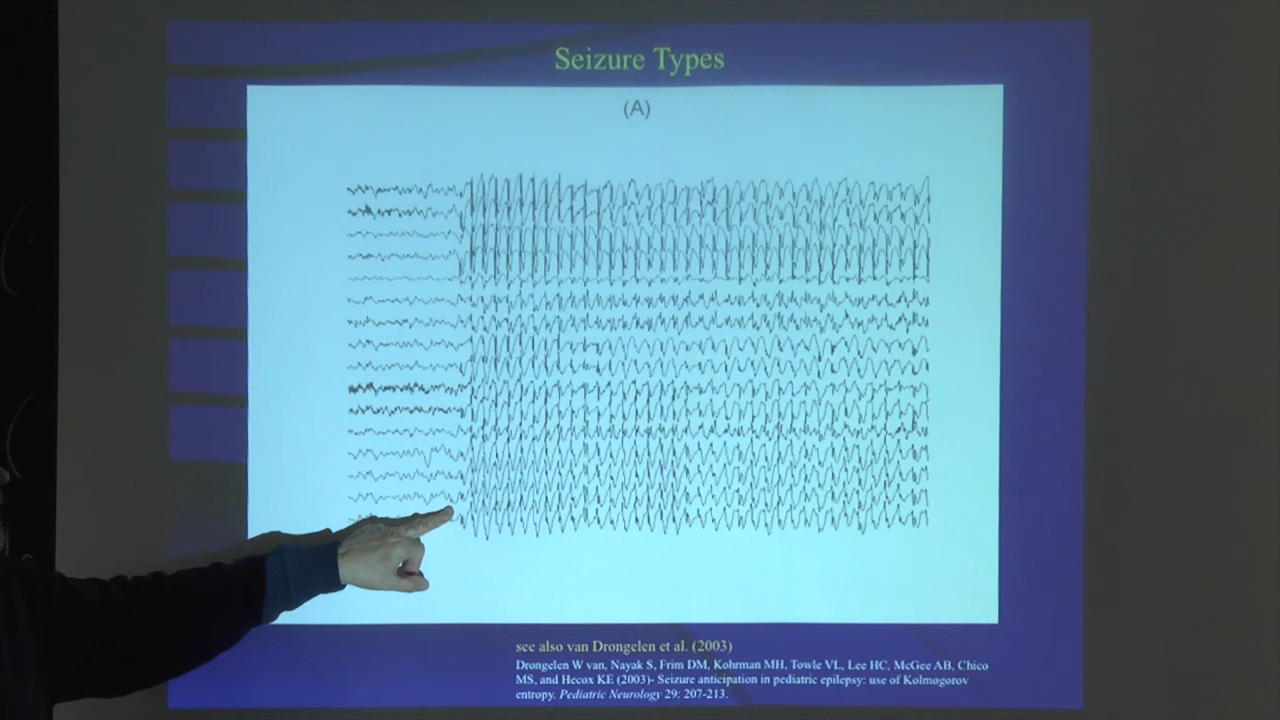 Seizure Types
(A)
see also van Drongelen et al. (2003)
Drongelen W van, Nayak S, Frim DM, Kohrman MH, Towle VL, Lee HC, McGee AB, Chico
MS, and Hecox KE (2003)- Seizure anticipation in pediatric epilepsy: use of Kolmogorov
entropy. Pediatric Neurology 29: 207-213.